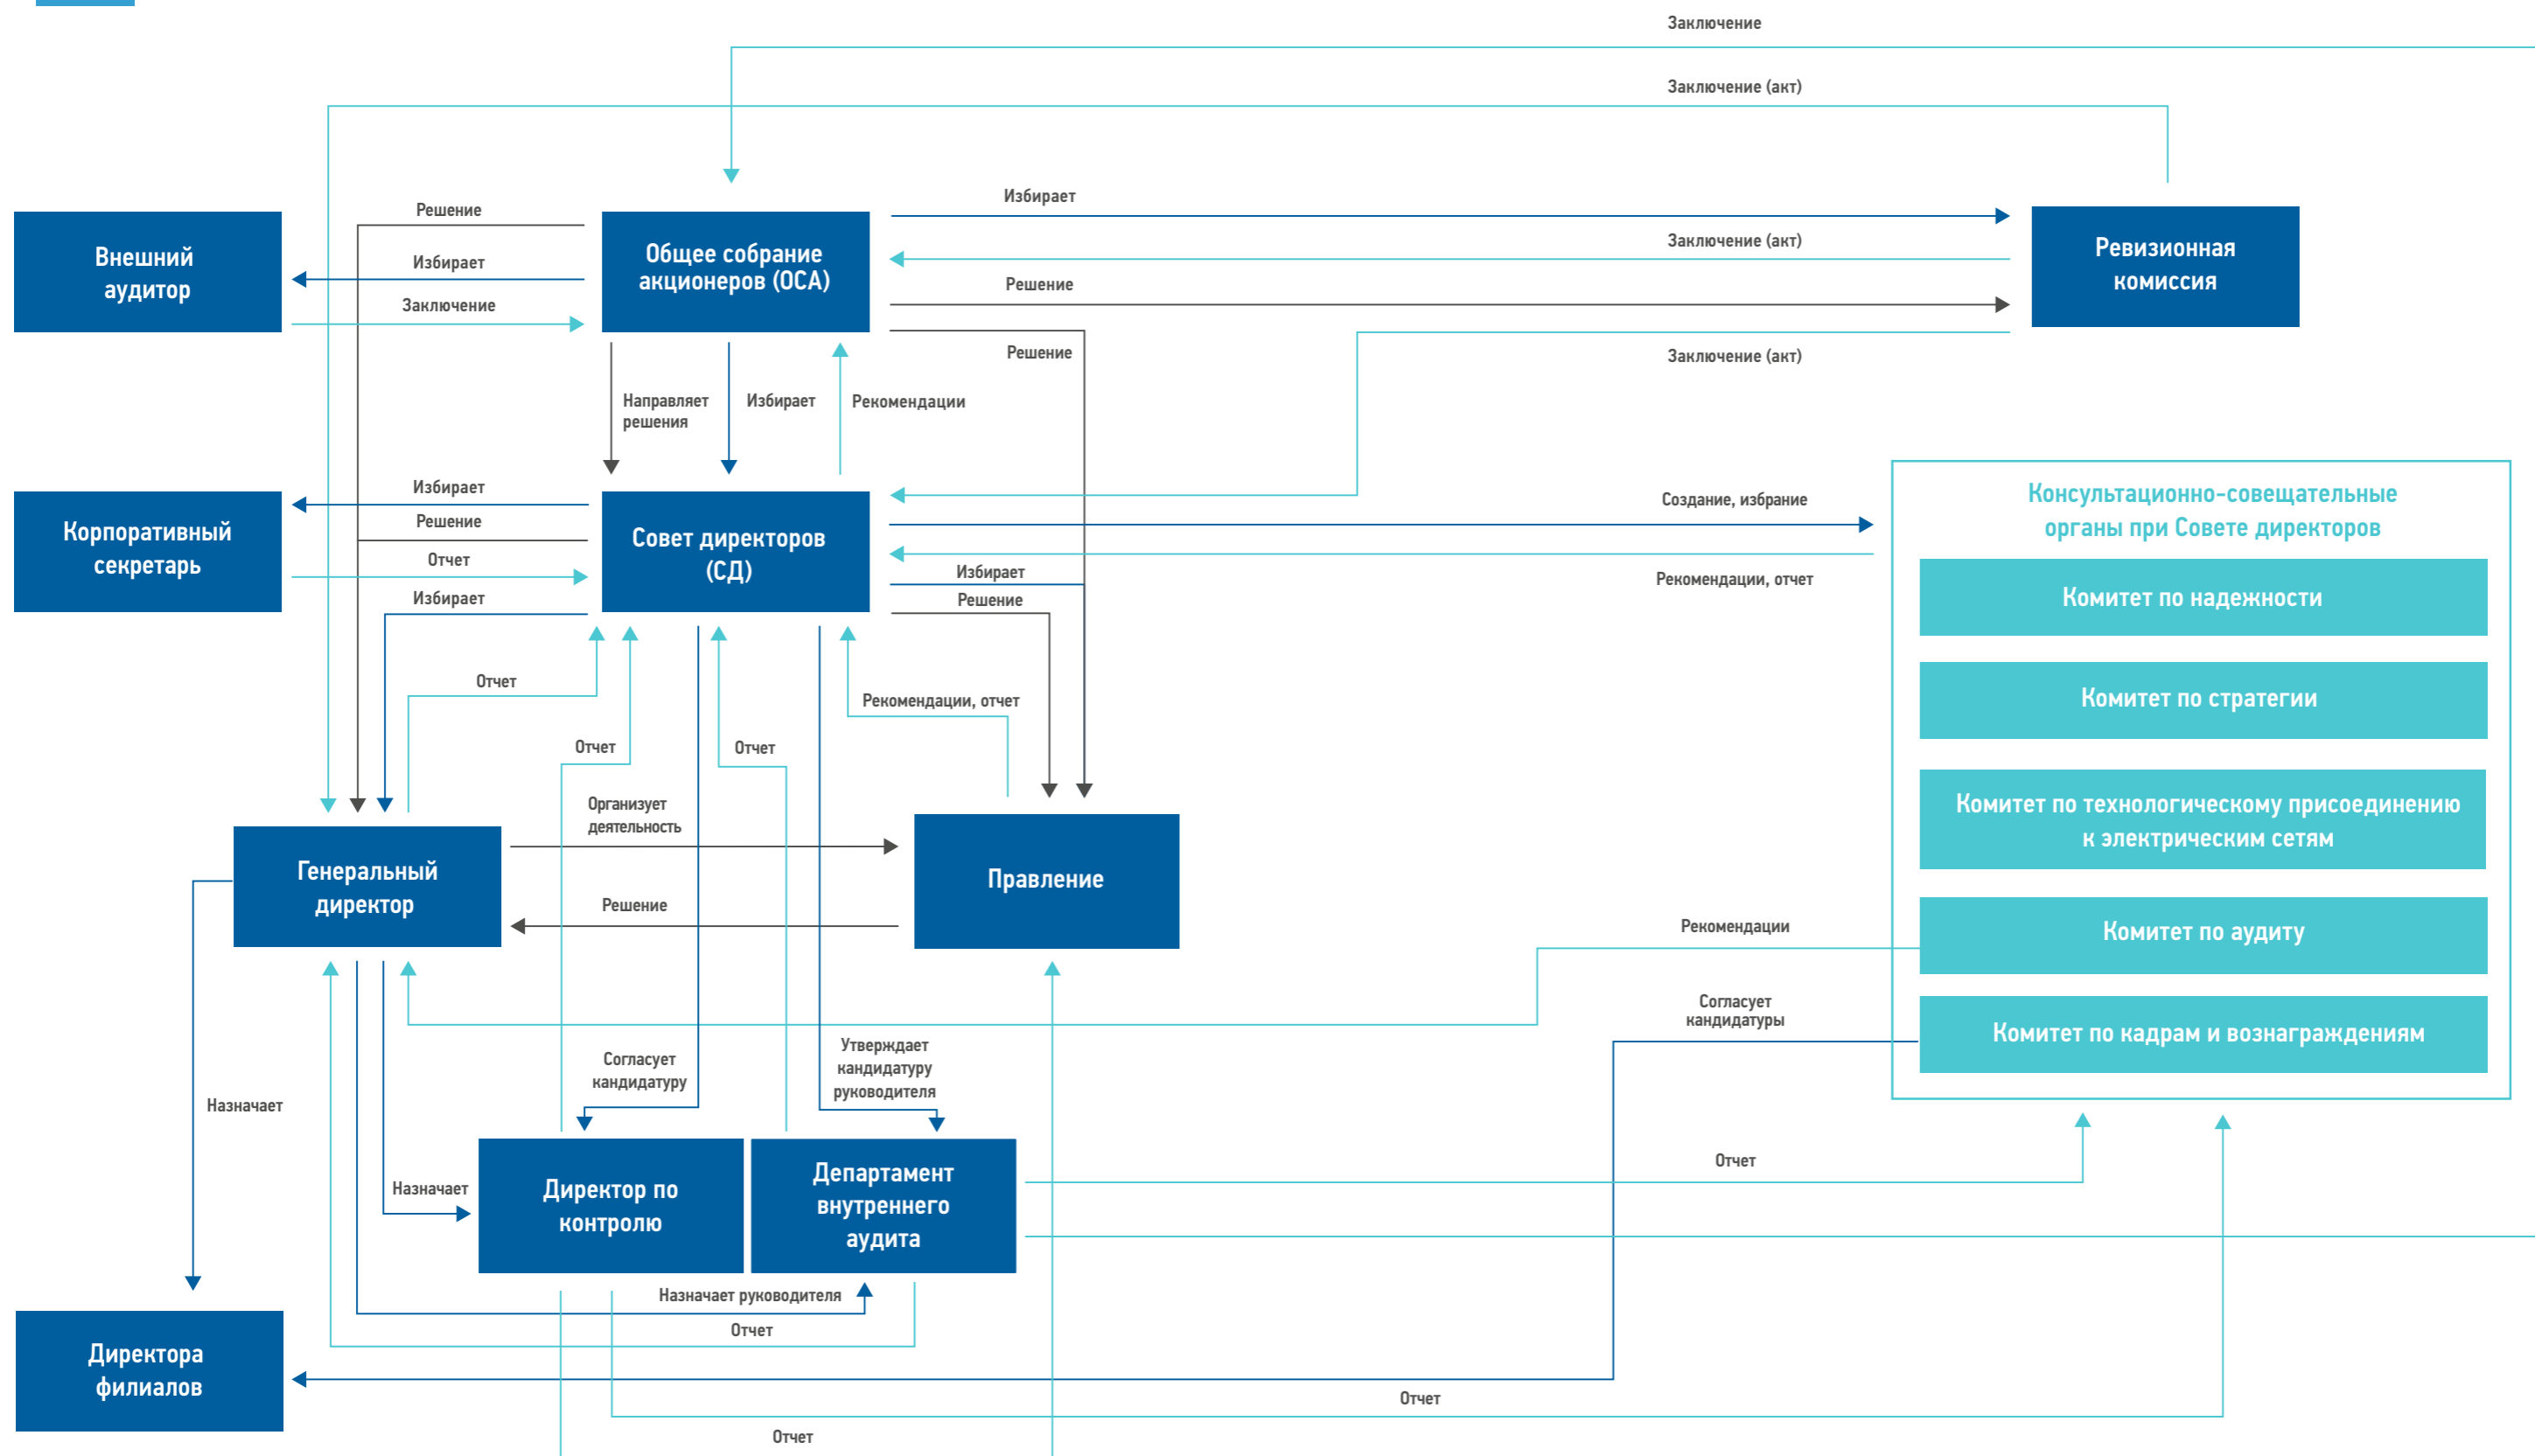 Заключение
Заключение (акт)
Решение
Избирает
Заключение
Внешний
аудитор
Общее собрание
акционеров (ОСА)
Избирает
Заключение (акт)
Решение
Решение
Заключение (акт)
Ревизионная
комиссия
Направляет
решения
Избирает
Рекомендации
Корпоративный
секретарь
Избирает
Решение
Отчет
Избирает
Совет директоров
(СД)
Создание, избрание
Избирает
Решение
Рекомендации, отчет
Консультационно-совещательные
органы при Совете директоров
Комитет по надежности
Комитет по стратегии
Комитет по технологическому присоединению
к электрическим сетям
Комитет по аудиту
Комитет по кадрам и вознаграждениям
Отчет
Рекомендации, отчет
Отчет
Отчет
Организует
деятельность
Генеральный
директор
Решение
Правление
Рекомендации
Согласует
кандидатуры
Согласует
кандидатуру
Утверждает
кандидатуру
руководителя
Назначает
Назначает
Директор по
контролю
Департамент
внутреннего
аудита
Отчет
Назначает руководителя
Отчет
Директора
филиалов
Отчет
Отчет